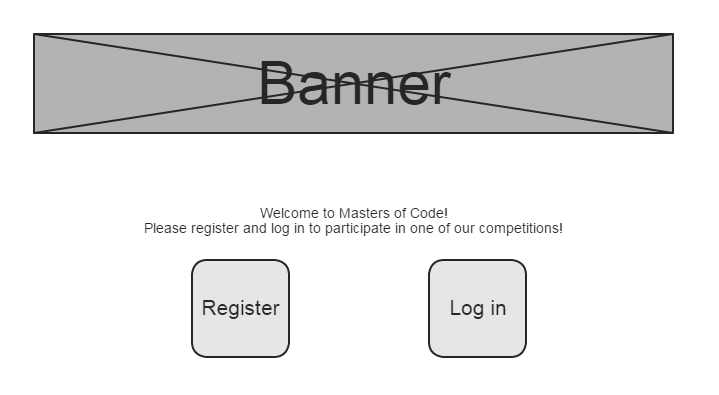 Banner
Welcome to Masters of Code!
Please register and log in to participate in one of our competitions!
Register
Log in